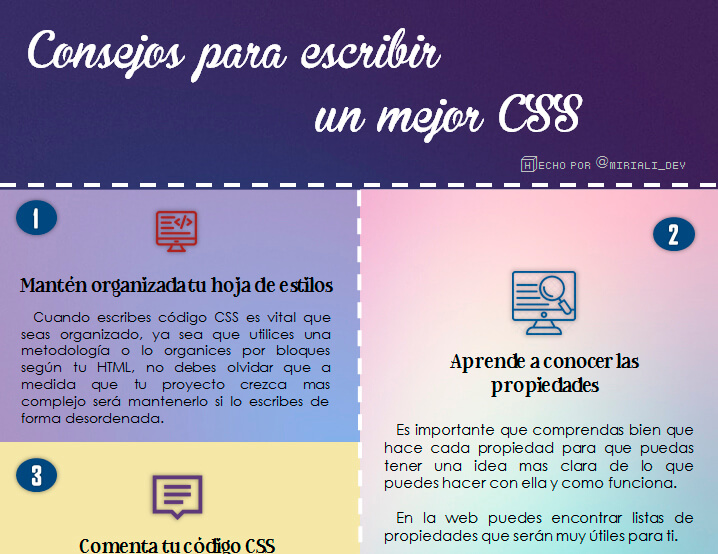 Consejos para escribir
un mejor CSS
HECHO POR @MIRIALI_DEV
1
Mantén organizada tu hoja de estilos
Cuando escribes código CSS es vital que
seas organizado, ya sea que utilices una
metodología o lo organices por bloques
según tu HTML, no debes olvidar que a
medida que tu proyecto crezca mas
complejo será mantenerlo si lo escribes de
forma desordenada.
2
Aprende a conocer las
propiedades
Es importante que comprendas bien que
hace cada propiedad para que puedas
tener una idea mas clara de lo que
puedes hacer con ella y como funciona.
En la web puedes encontrar listas de
propiedades que serán muy útiles para ti.
3
Comenta tu código CSS